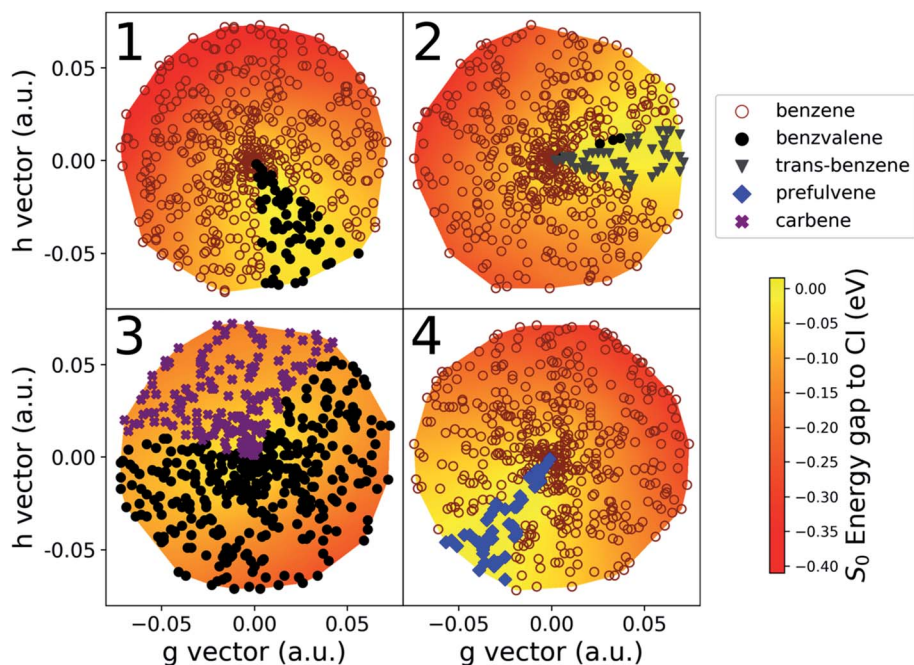 1
2
3
4
h vector (a.u.)
0.05
0.00
-0.05
h vector (a.u.)
0.05
0.00
-0.05
−0.05
0.00
0.05
−0.05
0.00
0.05
g vector (a.u.)
g vector (a.u.)
benzene
benzvalene
trans-benzene
prefulvene
carbene
0.00
−0.05
−0.10
−0.15
−0.20
−0.25
−0.30
−0.35
−0.40
S₀ Energy gap to CI (eV)